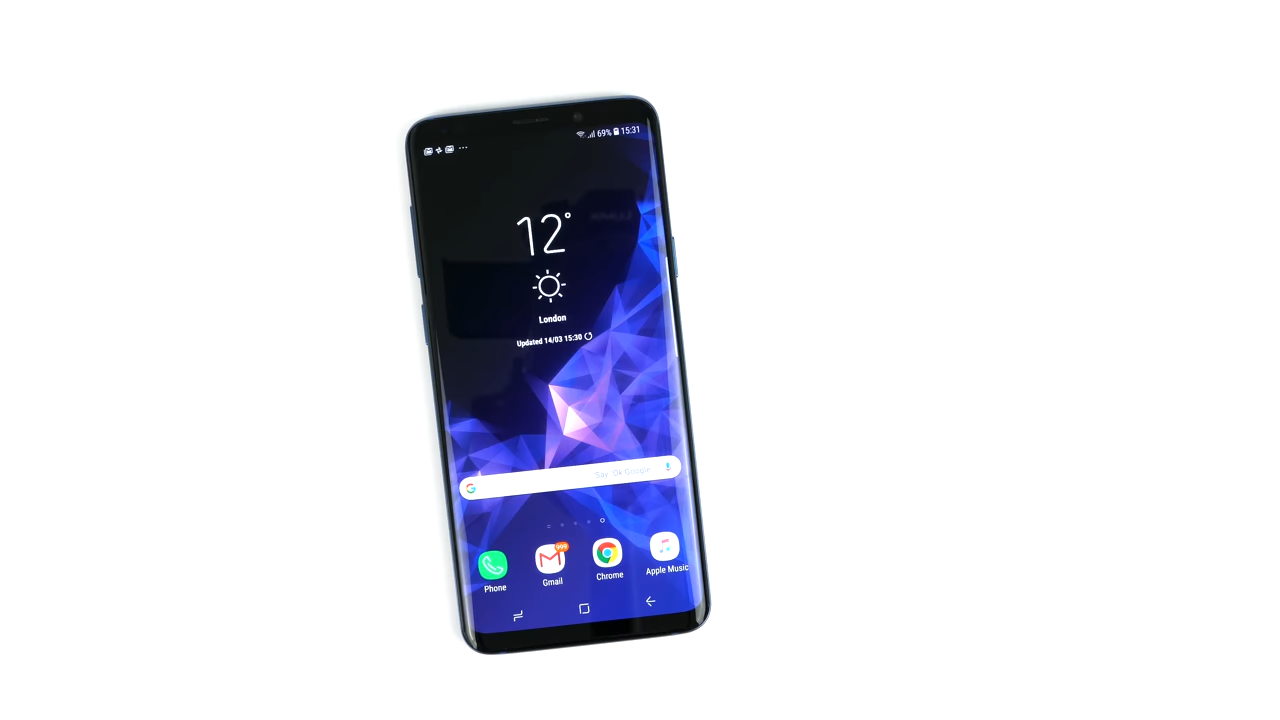 69% 15:31
12°
London
Updated 14/03 15:30
Say "Ok Google"
999
Phone
Gmail
Chrome
Apple Music